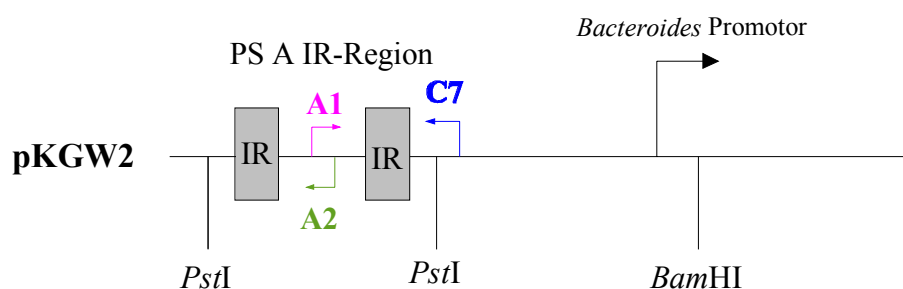 Bacteroides Promotor
PS A IR-Region
A1
C7
pKGW2
IR
IR
A2
PstI
PstI
BamHI